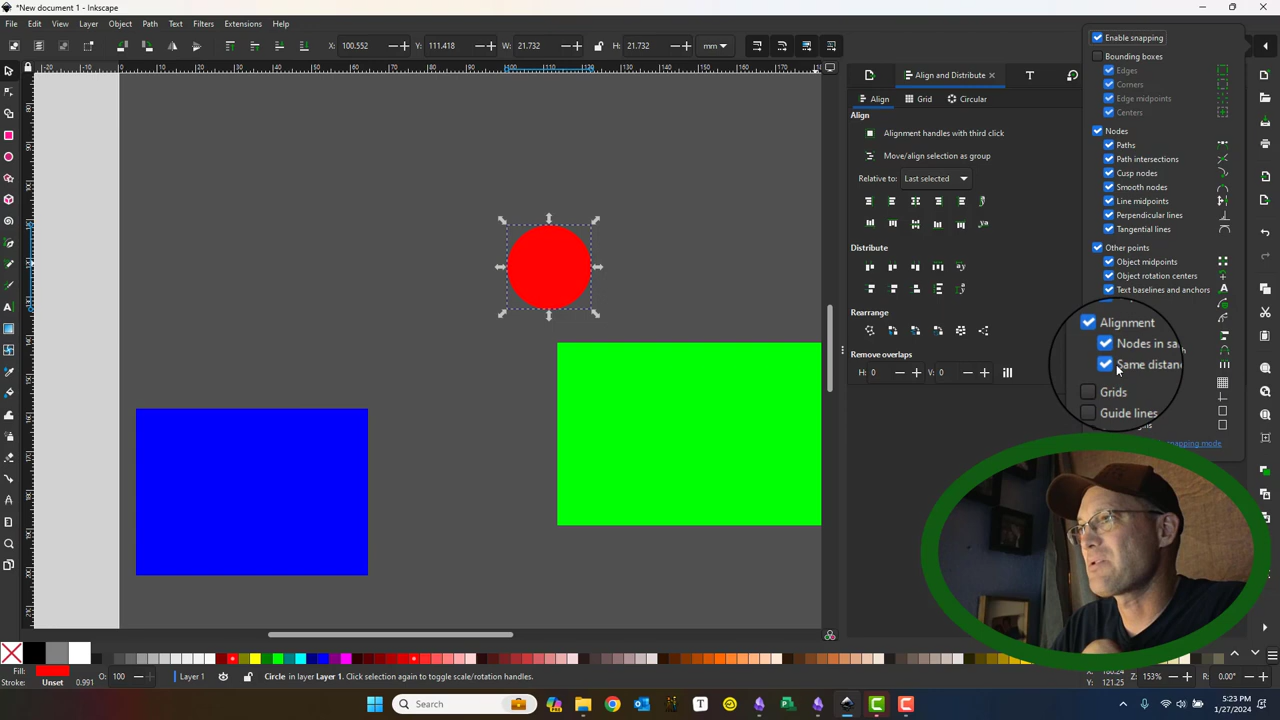 *New document 1 - Inkscape
File Edit View Layer Object Path Text Filters Extensions Help
X: 100.552 Y: 111.418 W: 21.732 H: 21.732 mm
Enable snapping
Bounding boxes
Edges
Corners
Edge midpoints
Centers
Nodes
Paths
Path intersections
Cusp nodes
Smooth nodes
Line midpoints
Perpendicular lines
Tangential lines
Other points
Object midpoints
Object rotation centers
Text baselines and anchors
Alignment
Nodes in sa
Same distanc
Grids
Guide lines
Align and Distribute
Align Grid Circular
Align
Alignment handles with third click
Move/align selection as group
Relative to: Last selected
Distribute
Rearrange
Remove overlaps
H: 0 V: 0
Fill:
Stroke: Unset 0.991
O: 100
Layer 1
Circle in layer Layer 1. Click selection again to toggle scale/rotation handles.
Y: 121.25
Z: 153%
R: 0.00°
Search
5:23 PM
1/27/2024